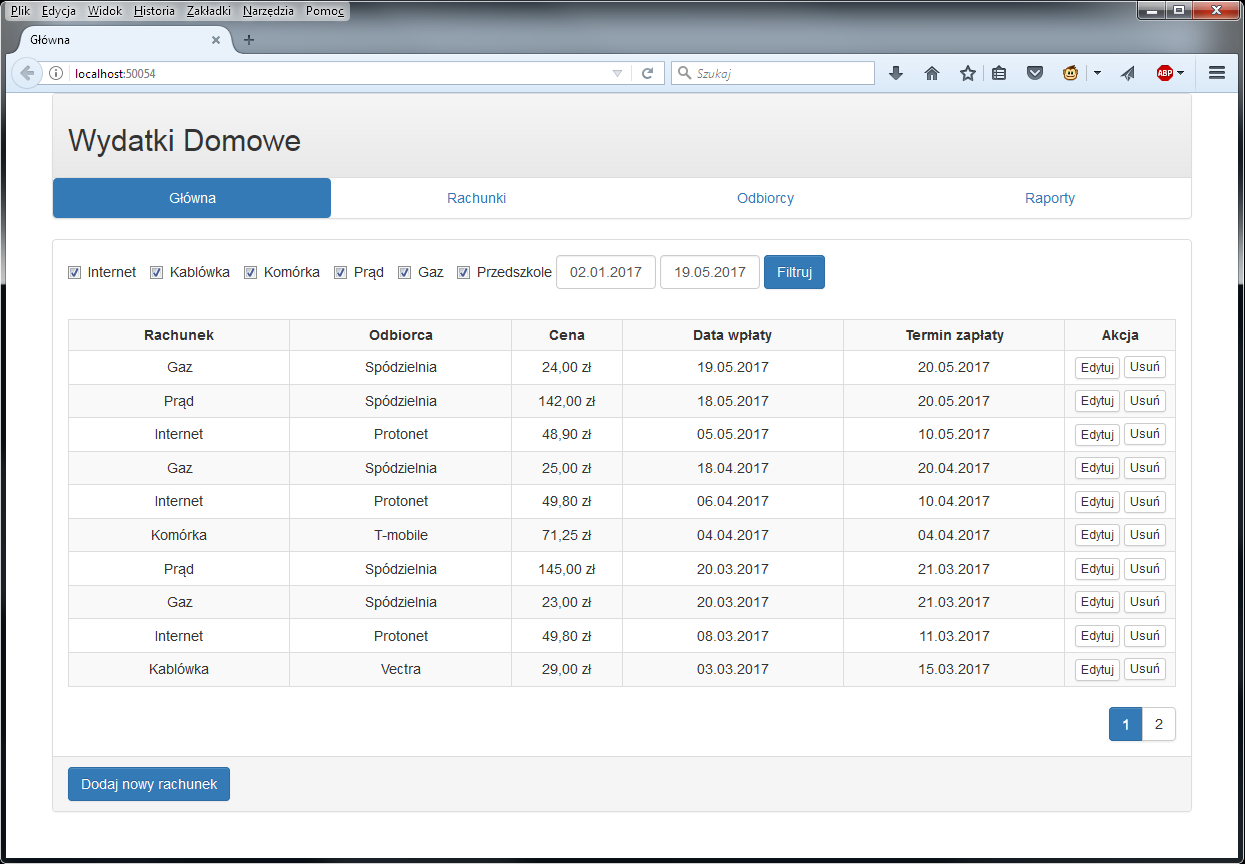 Plik Edycja Widok Historia Zakładki Narzędzia Pomoc
Główna
localhost:50054 Szukaj ABP
Wydatki Domowe
Główna Rachunki Odbiorcy Raporty
Internet Kablówka Komórka Prąd Gaz Przedszkole 02.01.2017 19.05.2017 Filtruj
Rachunek Odbiorca Cena Data wpłaty Termin zapłaty Akcja
Gaz Spódzielnia 24,00 zł 19.05.2017 20.05.2017 Edytuj Usuń
Prąd Spódzielnia 142,00 zł 18.05.2017 20.05.2017 Edytuj Usuń
Internet Protonet 48,90 zł 05.05.2017 10.05.2017 Edytuj Usuń
Gaz Spódzielnia 25,00 zł 18.04.2017 20.04.2017 Edytuj Usuń
Internet Protonet 49,80 zł 06.04.2017 10.04.2017 Edytuj Usuń
Komórka T-mobile 71,25 zł 04.04.2017 04.04.2017 Edytuj Usuń
Prąd Spódzielnia 145,00 zł 20.03.2017 21.03.2017 Edytuj Usuń
Gaz Spódzielnia 23,00 zł 20.03.2017 21.03.2017 Edytuj Usuń
Internet Protonet 49,80 zł 08.03.2017 11.03.2017 Edytuj Usuń
Kablówka Vectra 29,00 zł 03.03.2017 15.03.2017 Edytuj Usuń
1 2
Dodaj nowy rachunek